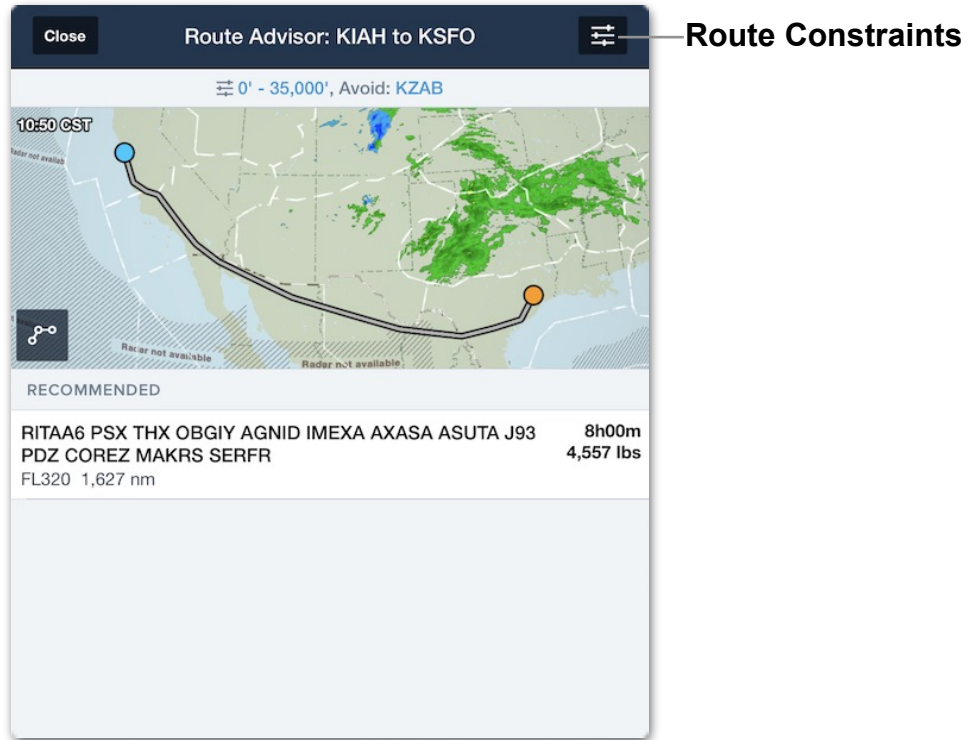 Close
Route Advisor: KIAH to KSFO
Route Constraints
0' - 35,000', Avoid: KZAB
10:50 CST
Radar not availab
Radar not available
Radar not available
RECOMMENDED
RITAA6 PSX THX OBGIY AGNID IMEXA AXASA ASUTA J93
8h00m
PDZ COREZ MAKRS SERFR
4,557 lbs
FL320 1,627 nm